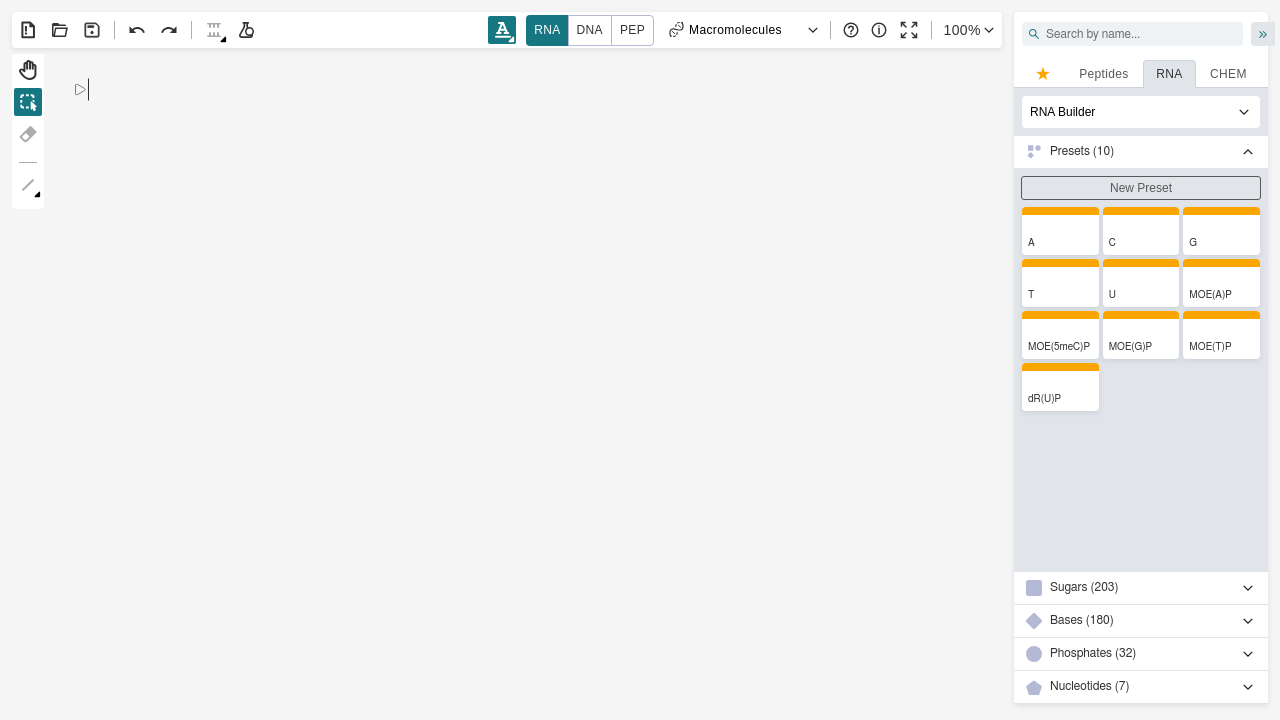 A RNA DNA PEP Macromolecules 100%
Search by name...
Peptides RNA CHEM
RNA Builder
Presets (10)
New Preset
A C G
T U MOE(A)P
MOE(5meC)P MOE(G)P MOE(T)P
dR(U)P
Sugars (203)
Bases (180)
Phosphates (32)
Nucleotides (7)